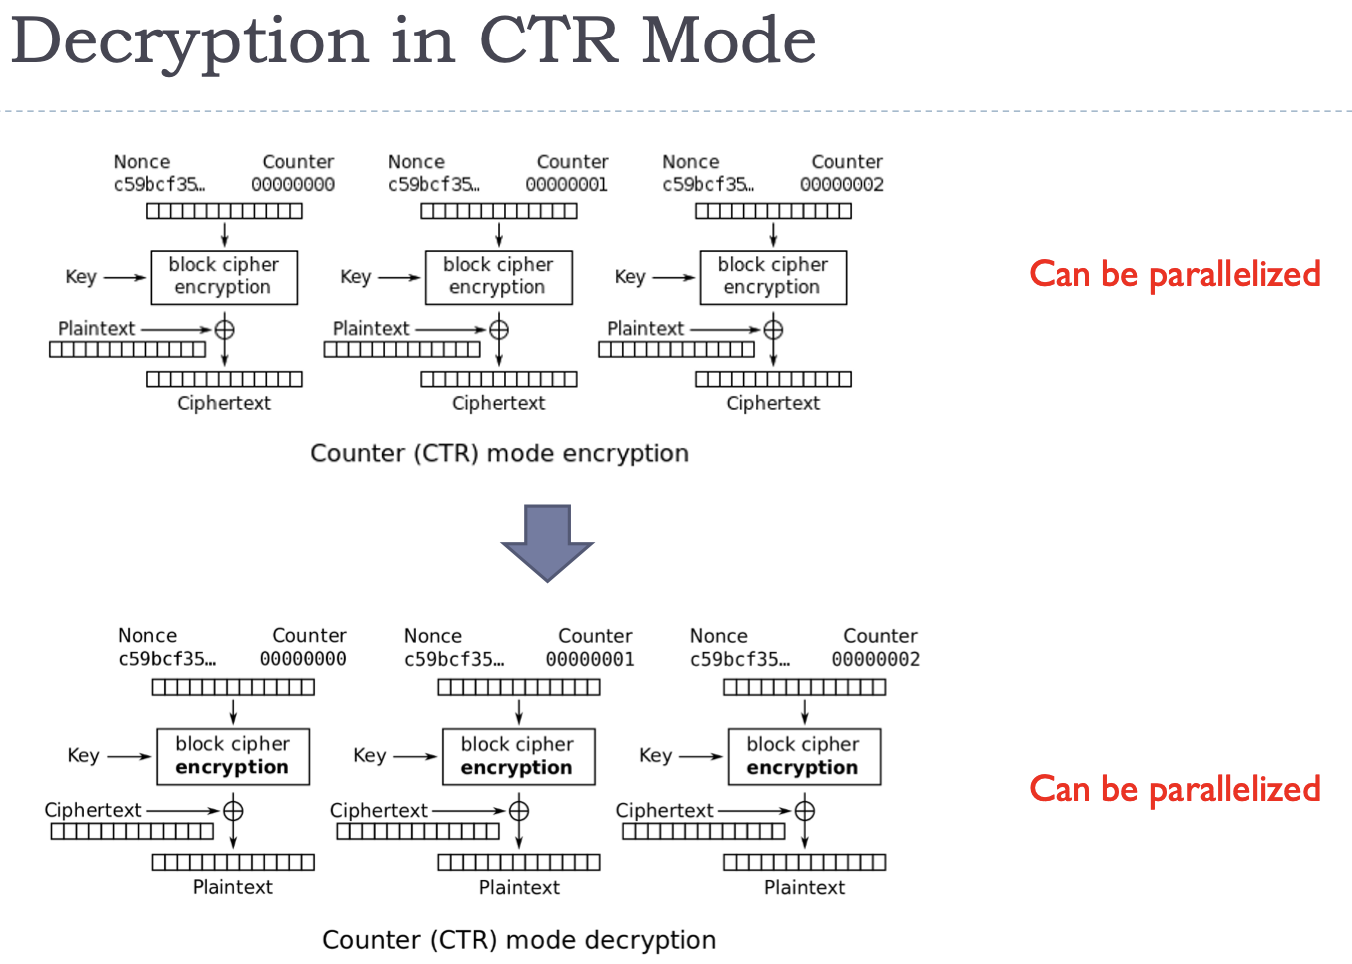 Decryption in CTR Mode
Nonce Counter Nonce Counter Nonce Counter
c59bcf35… 00000000 c59bcf35… 00000001 c59bcf35… 00000002
block cipher block cipher block cipher
Key Key Key
encryption encryption encryption
Can be parallelized
Plaintext Plaintext Plaintext
Ciphertext Ciphertext Ciphertext
Counter (CTR) mode encryption
Nonce Counter Nonce Counter Nonce Counter
c59bcf35… 00000000 c59bcf35… 00000001 c59bcf35… 00000002
block cipher block cipher block cipher
Key Key Key
encryption encryption encryption
Can be parallelized
Ciphertext Ciphertext Ciphertext
Plaintext Plaintext Plaintext
Counter (CTR) mode decryption